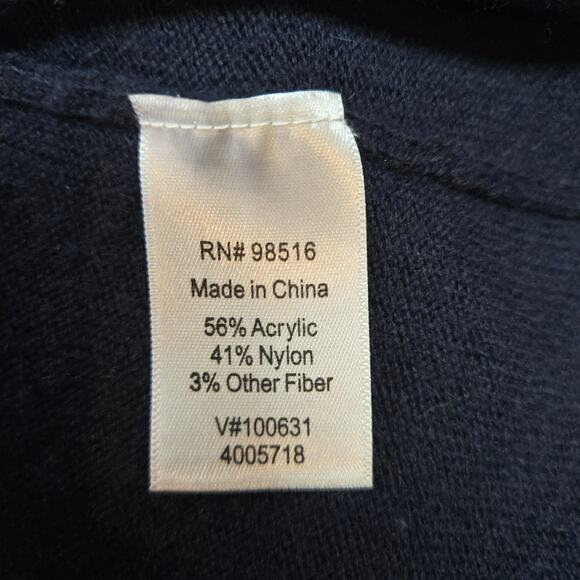 RN# 98516
Made in China
56% Acrylic
41% Nylon
3% Other Fiber
V#100631
4005718